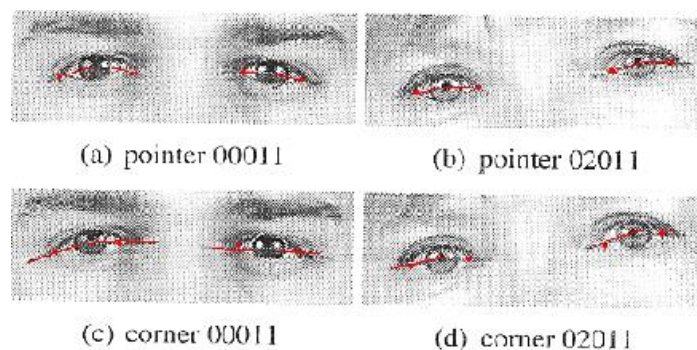 (a) pointer 00011
(b) pointer 02011
(c) corner 00011
(d) corner 02011